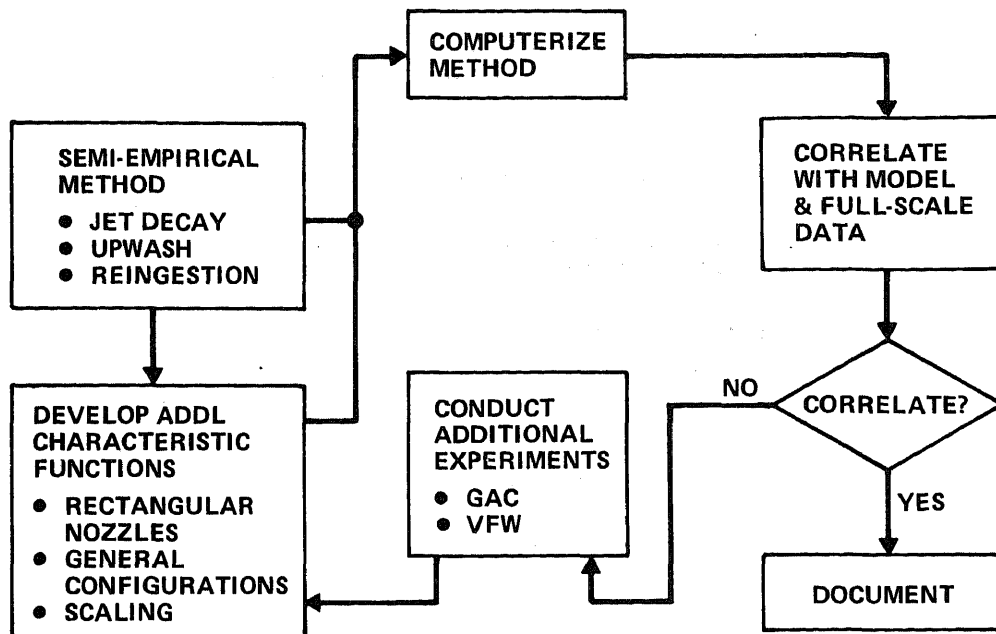 COMPUTERIZE
METHOD
SEMI-EMPIRICAL
METHOD
● JET DECAY
● UPWASH
● REINGESTION
CORRELATE
WITH MODEL
& FULL-SCALE
DATA
DEVELOP ADDL
CHARACTERISTIC
FUNCTIONS
● RECTANGULAR
NOZZLES
● GENERAL
CONFIGURATIONS
● SCALING
CONDUCT
ADDITIONAL
EXPERIMENTS
● GAC
● VFW
NO
CORRELATE?
YES
DOCUMENT